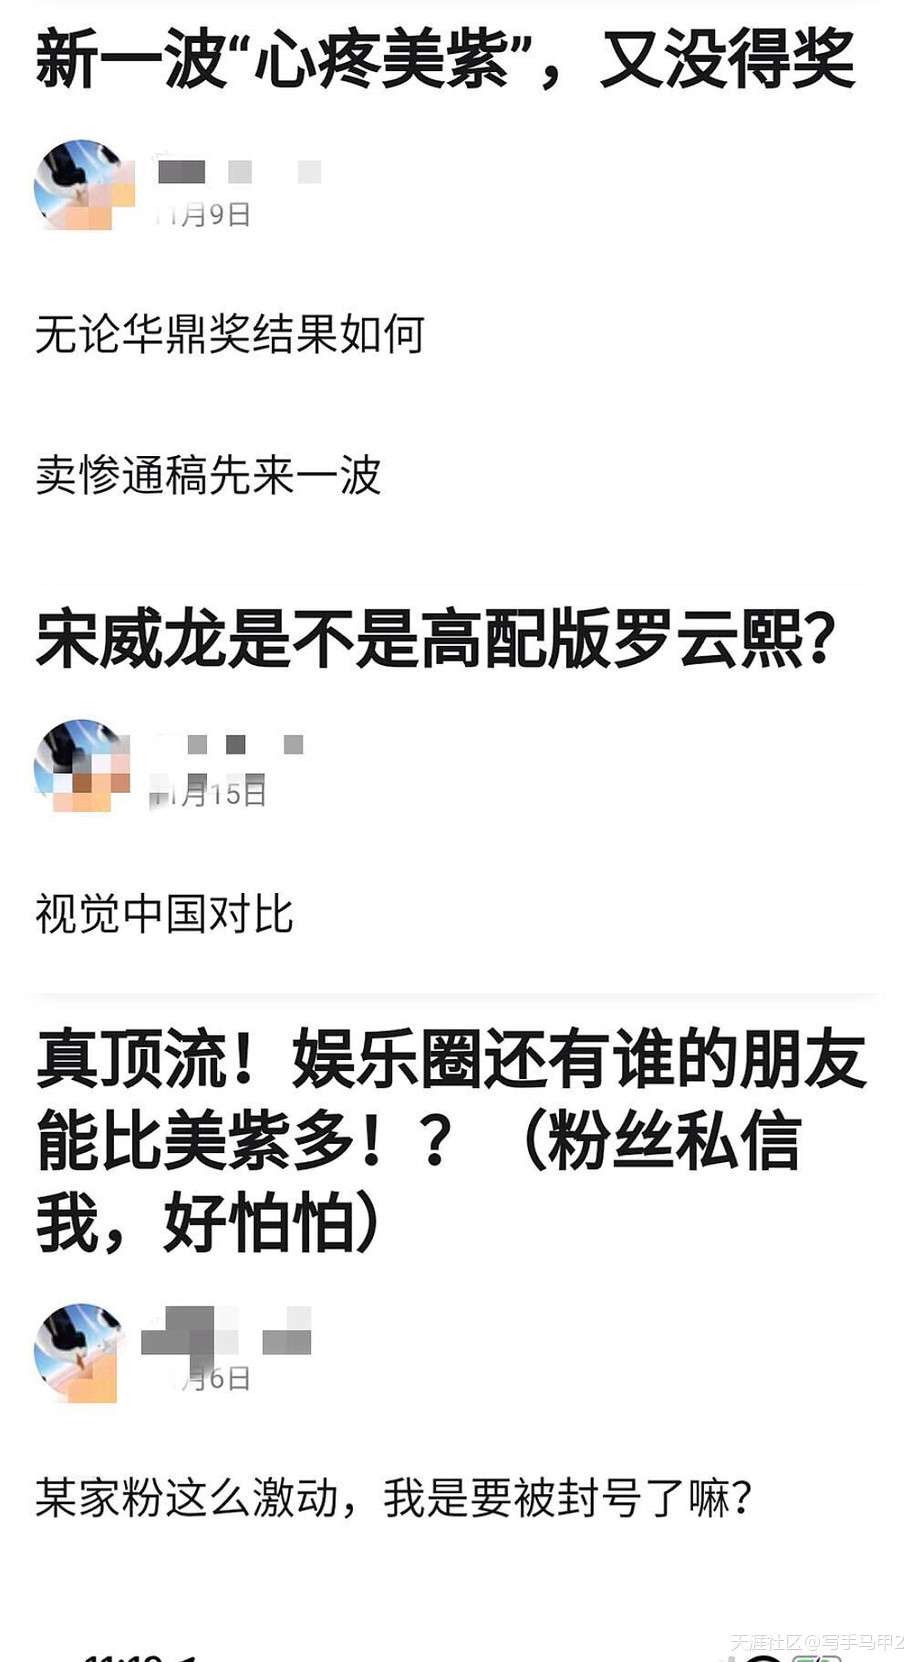 新一波“心疼美紫”，又没得奖
11月9日
无论华鼎奖结果如何
卖惨通稿先来一波
宋威龙是不是高配版罗云熙？
11月15日
视觉中国对比
真顶流！娱乐圈还有谁的朋友
能比美紫多！？（粉丝私信
我，好怕怕）
月6日
某家粉这么激动，我是要被封号了嘛？
天涯社区@写手马甲2